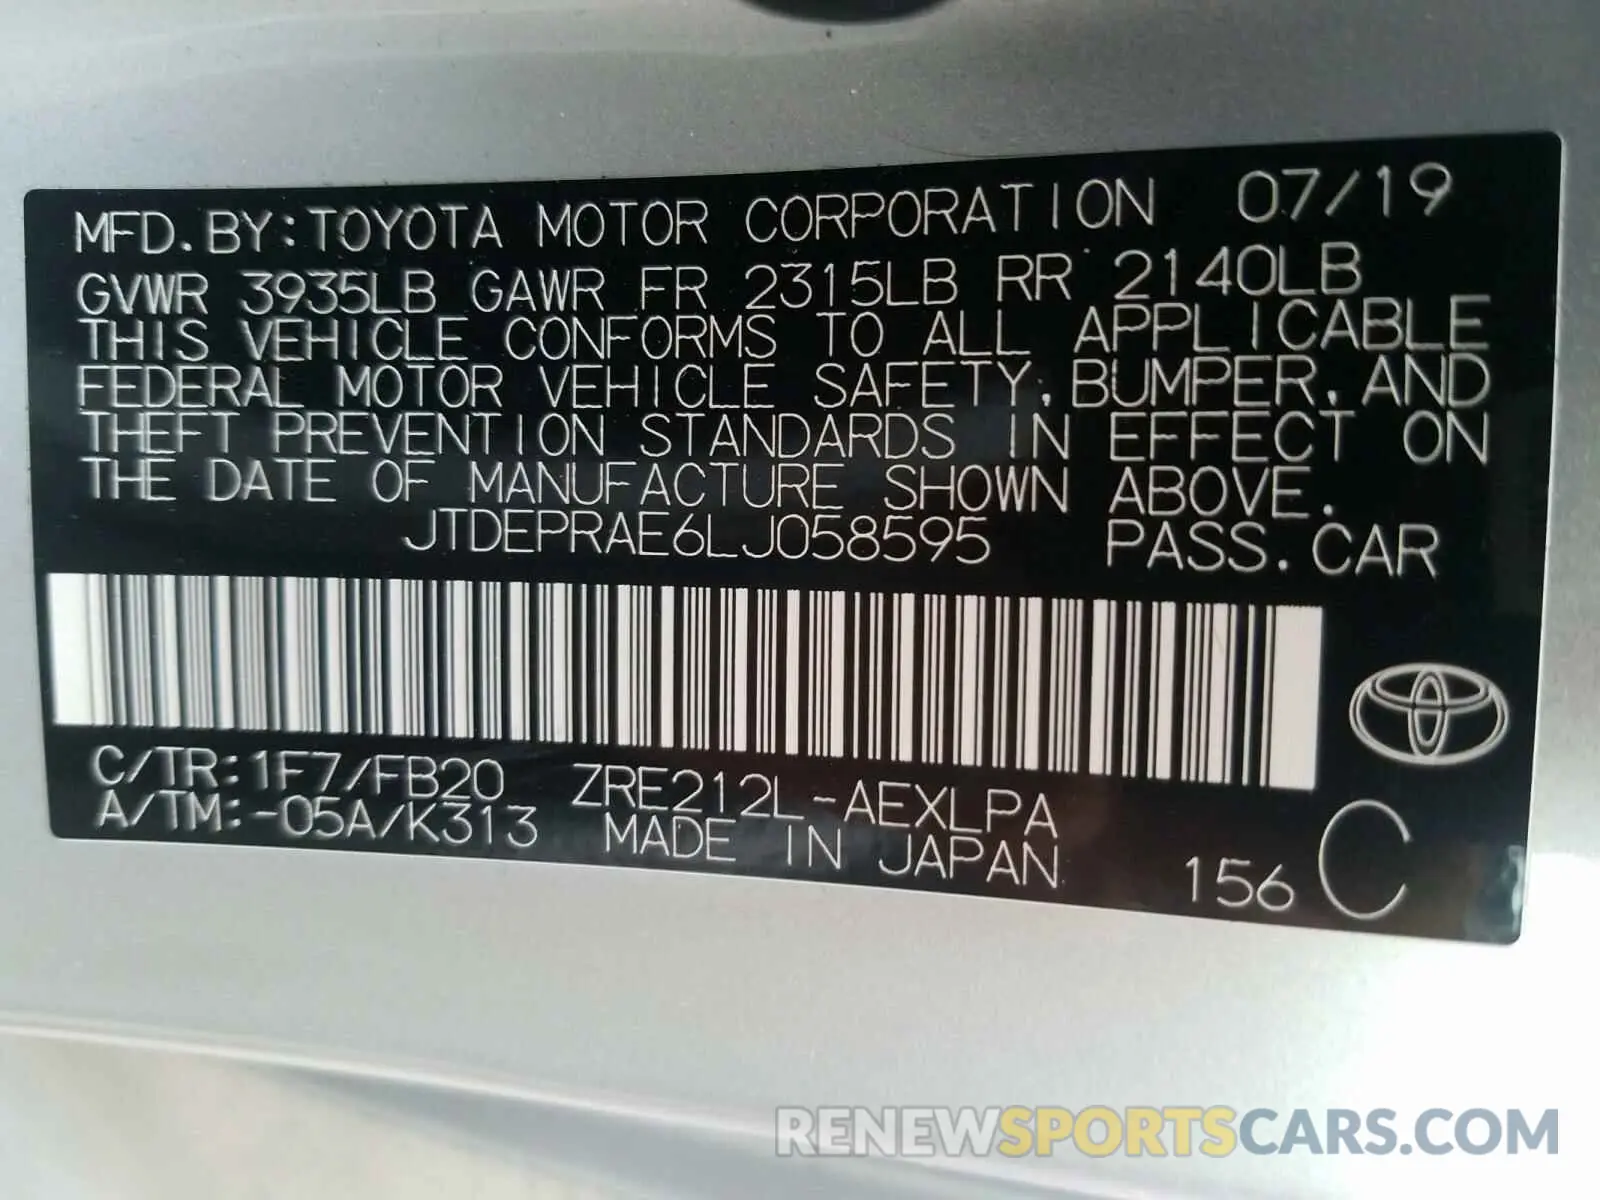 MFD. BY: TOYOTA MOTOR CORPORATION 07/19
GVWR 3935LB GAWR FR 2315LB RR 2140LB
THIS VEHICLE CONFORMS TO ALL APPLICABLE
FEDERAL MOTOR VEHICLE SAFETY, BUMPER, AND
THEFT PREVENTION STANDARDS IN EFFECT ON
THE DATE OF MANUFACTURE SHOWN ABOVE.
JTDEPRAE6LJ058595 PASS. CAR
C/TR: 1F7/FB20 ZRE212L-AEXLPA
A/TM: -05A/K313 MADE IN JAPAN 156 C
RENEWSPORTSCARS.COM